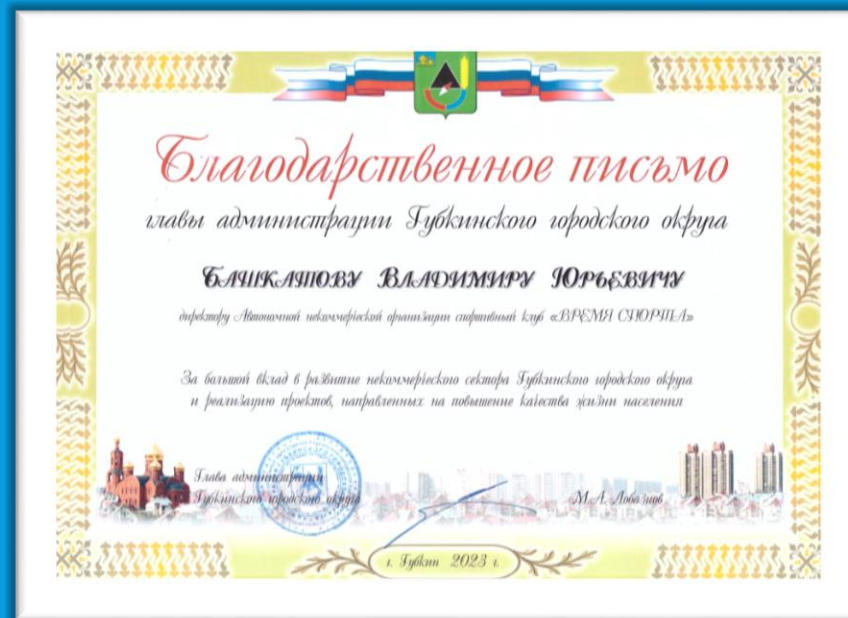 Благодарственное письмо
главы администрации Губкинского городского округа
БАШКАТОВУ ВЛАДИМИРУ ЮРЬЕВИЧУ
директору Автономной некоммерческой организации спортивный клуб «ВРЕМЯ СПОРТА»
За большой вклад в развитие некоммерческого сектора Губкинского городского округа
и реализацию проектов, направленных на повышение качества жизни населения
Глава администрации
Губкинского городского округа
М.А. Лобазнов
г. Губкин 2023 г.